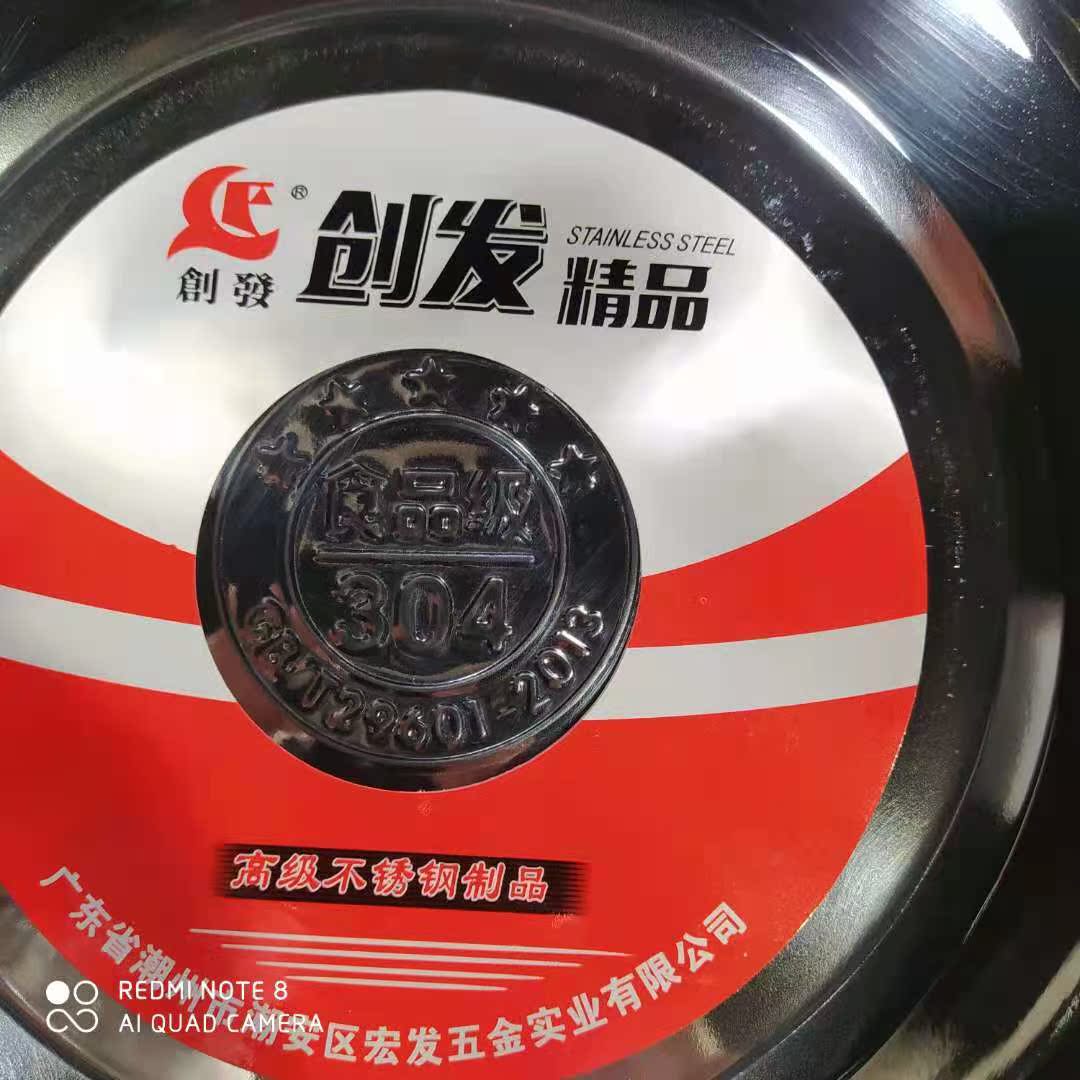 ®
創發
创发
STAINLESS STEEL
精品
食品级
304
GB/T29601-2013
高级不锈钢制品
广东省潮州市潮安区宏发五金实业有限公司
REDMI NOTE 8
AI QUAD CAMERA